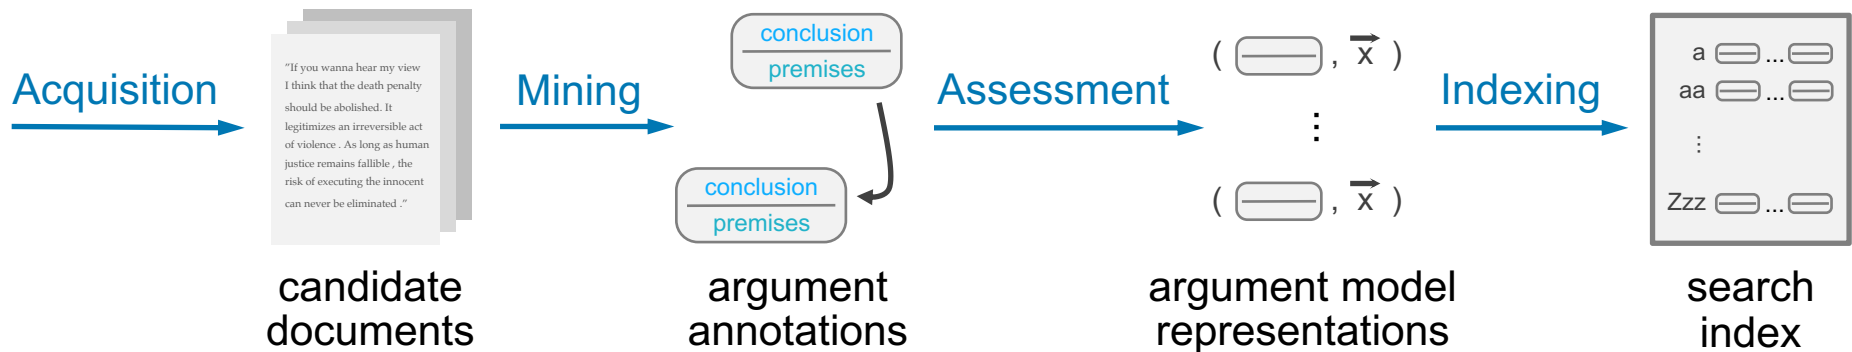 Acquisition
“If you wanna hear my view
I think that the death penalty
should be abolished. It
legitimizes an irreversible act
of violence . As long as human
justice remains fallible , the
risk of executing the innocent
can never be eliminated .”
candidate
documents
Mining
conclusion
premises
conclusion
premises
argument
annotations
Assessment
( , x )
⋮
( , x )
argument model
representations
Indexing
a ...
aa ...
⋮
Zzz ...
search
index